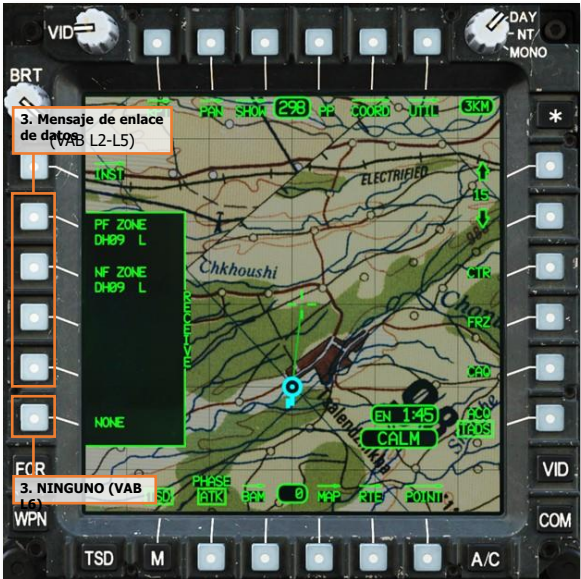 VID
DAY
NT
MONO
BRT
PAN SHOW 298 PP COORD UTIL 3KM
*
3. Mensaje de enlace
de datos
(VAB L2-L5)
INST
ELECTRIFIED
15
PF ZONE
DH09 L
NF ZONE
DH09 L
RECEIVE
Chkhoushi
CTR
FRZ
CAQ
NONE
EN 1:45
CALM
ACQ
TADS
FCR
VID
3. NINGUNO (VAB
L6)
WPN
PHASE
TSD ATK BAM 0 MAP RTE POINT
COM
TSD M A/C